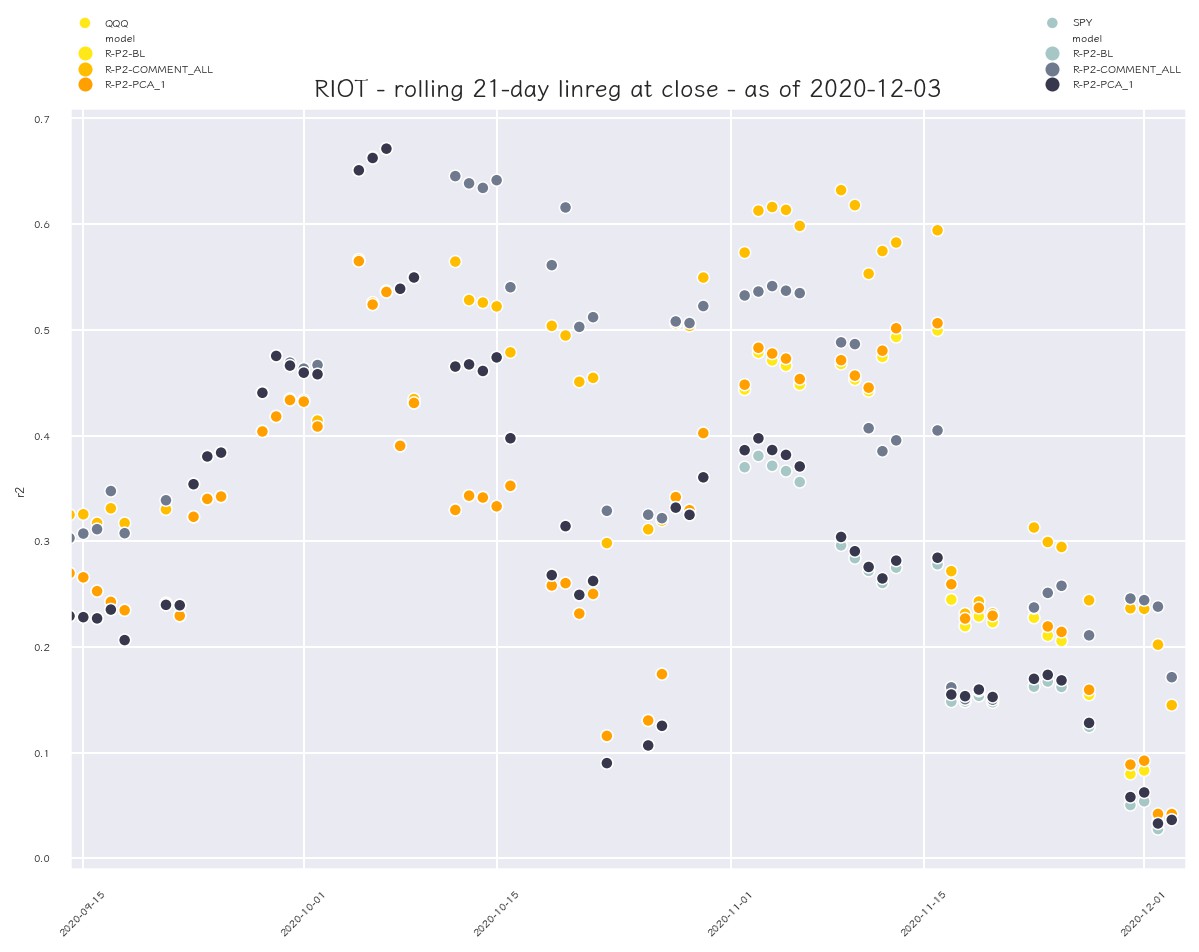 QQQ
model
R-P2-BL
R-P2-COMMENT_ALL
R-P2-PCA_1
SPY
model
R-P2-BL
R-P2-COMMENT_ALL
R-P2-PCA_1
RIOT - rolling 21-day linreg at close - as of 2020-12-03
0.7
0.6
0.5
0.4
0.3
0.2
0.1
0.0
r2
2020-09-15
2020-10-01
2020-10-15
2020-11-01
2020-11-15
2020-12-01